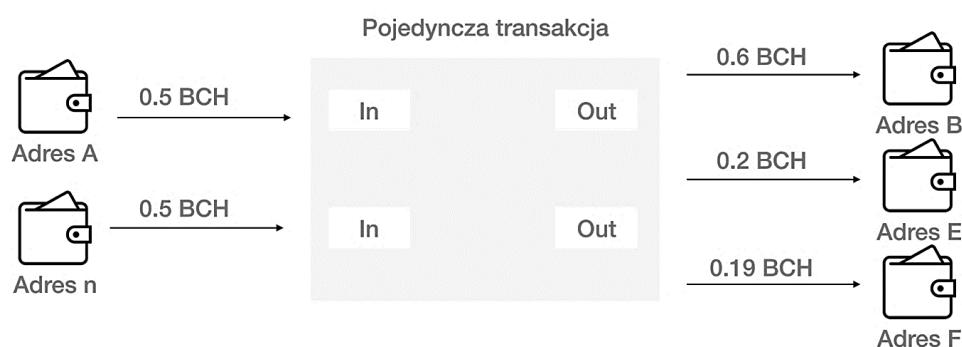 Pojedyncza transakcja
0.5 BCH
Adres A
In
Out
0.6 BCH
Adres B
0.2 BCH
Adres E
0.5 BCH
Adres n
In
Out
0.19 BCH
Adres F